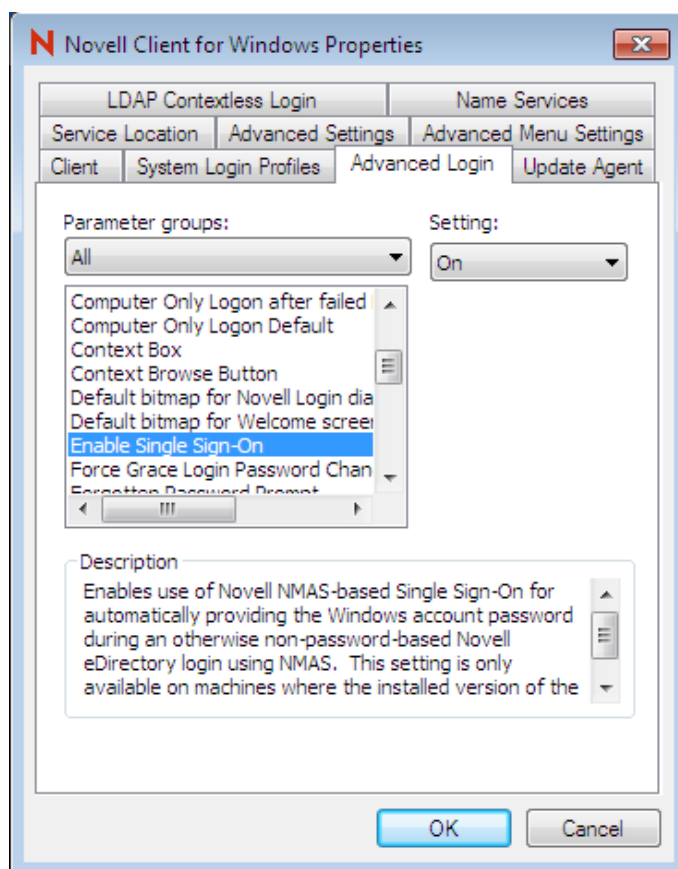 N Novell Client for Windows Properties
LDAP Contextless Login Name Services
Service Location Advanced Settings Advanced Menu Settings
Client System Login Profiles Advanced Login Update Agent
Parameter groups: Setting:
All On
Computer Only Logon after failed
Computer Only Logon Default
Context Box
Context Browse Button
Default bitmap for Novell Login dia
Default bitmap for Welcome screen
Enable Single Sign-On
Force Grace Login Password Chan
Forgotten Password Prompt
Description
Enables use of Novell NMAS-based Single Sign-On for
automatically providing the Windows account password
during an otherwise non-password-based Novell
eDirectory login using NMAS. This setting is only
available on machines where the installed version of the
OK Cancel